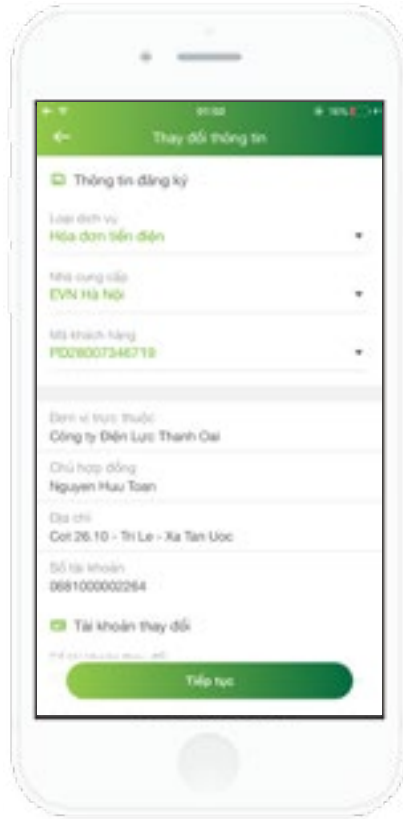 Thay đổi thông tin
Thông tin đăng ký
Loại dịch vụ
Hóa đơn tiền điện
Nhà cung cấp
EVN Hà Nội
Mã khách hàng
PD28007346719
Đơn vị trực thuộc
Công ty Điện Lực Thanh Oai
Chủ hợp đồng
Nguyen Huu Toan
Địa chỉ
Cot 26.10 - Tri Le - Xa Tan Uoc
Số tài khoản
0681000002264
Tài khoản thay đổi
Tiếp tục